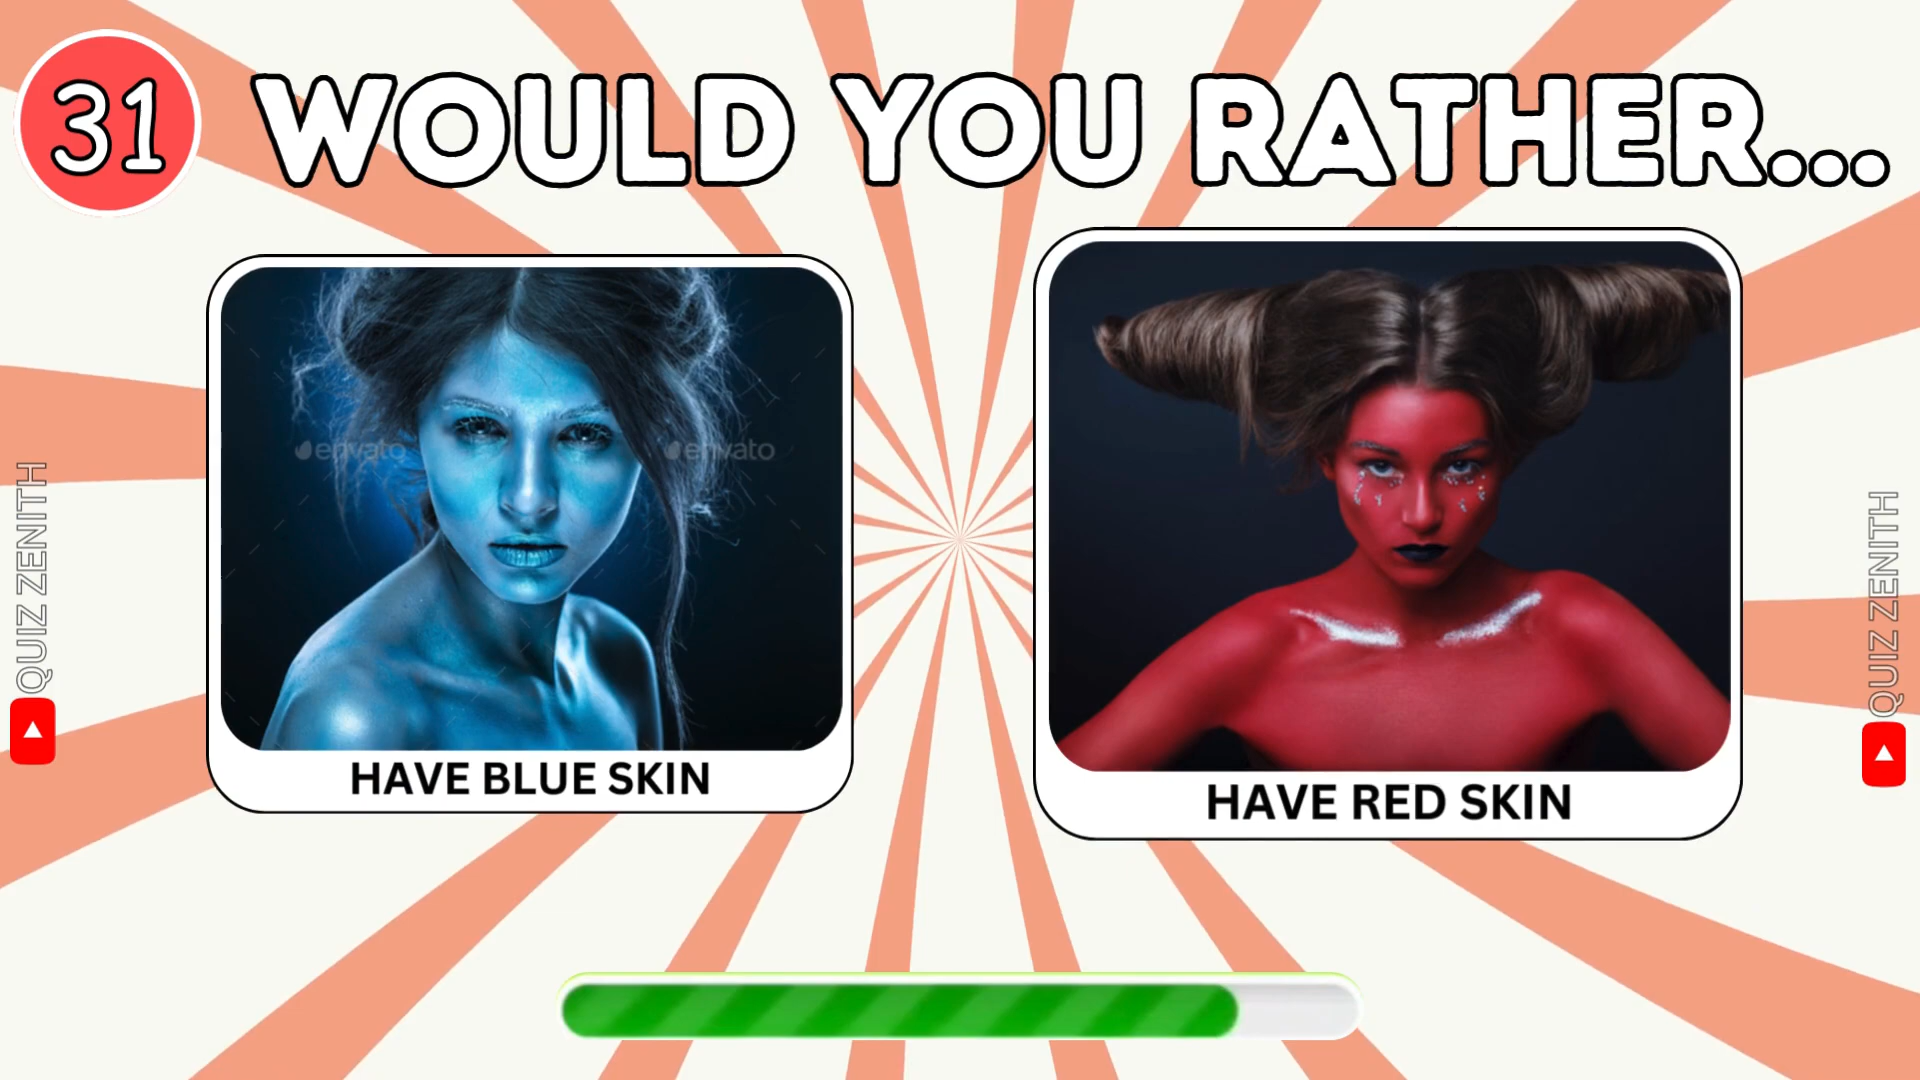 31
WOULD YOU RATHER...
envato envato
HAVE BLUE SKIN
HAVE RED SKIN
QUIZ ZENITH
QUIZ ZENITH